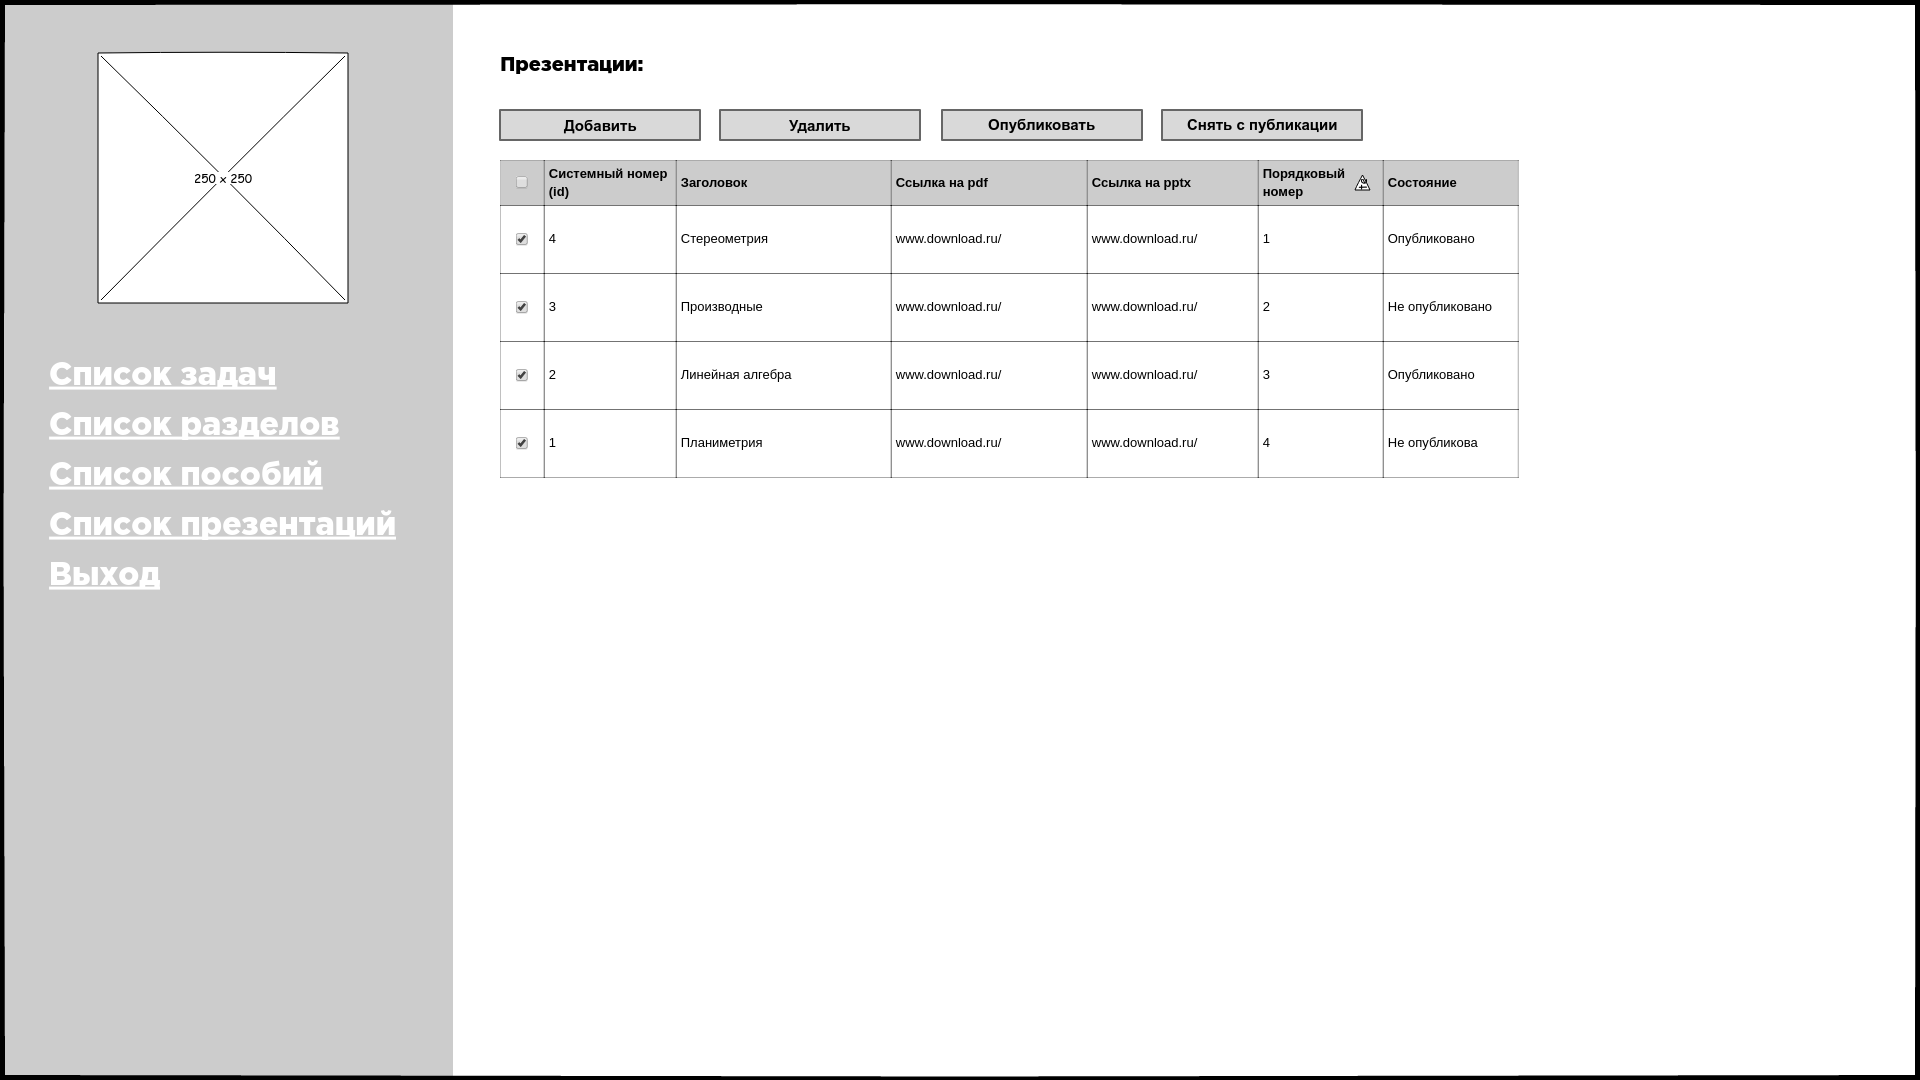 250 × 250
Список задач
Список разделов
Список пособий
Список презентаций
Выход
Презентации:
Добавить Удалить Опубликовать Снять с публикации
Системный номер (id) Заголовок Ссылка на pdf Ссылка на pptx Порядковый номер Состояние
4 Стереометрия www.download.ru/ www.download.ru/ 1 Опубликовано
3 Производные www.download.ru/ www.download.ru/ 2 Не опубликовано
2 Линейная алгебра www.download.ru/ www.download.ru/ 3 Опубликовано
1 Планиметрия www.download.ru/ www.download.ru/ 4 Не опубликова